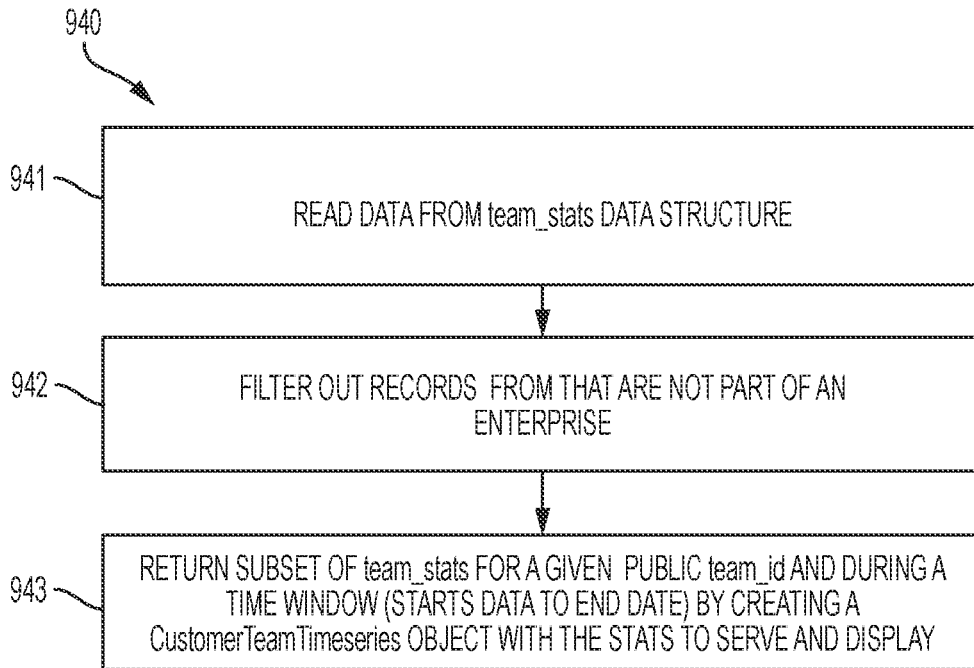 940
941
READ DATA FROM team_stats DATA STRUCTURE
942
FILTER OUT RECORDS FROM THAT ARE NOT PART OF AN
ENTERPRISE
943
RETURN SUBSET OF team_stats FOR A GIVEN PUBLIC team_id AND DURING A
TIME WINDOW (STARTS DATA TO END DATE) BY CREATING A
CustomerTeamTimeseries OBJECT WITH THE STATS TO SERVE AND DISPLAY